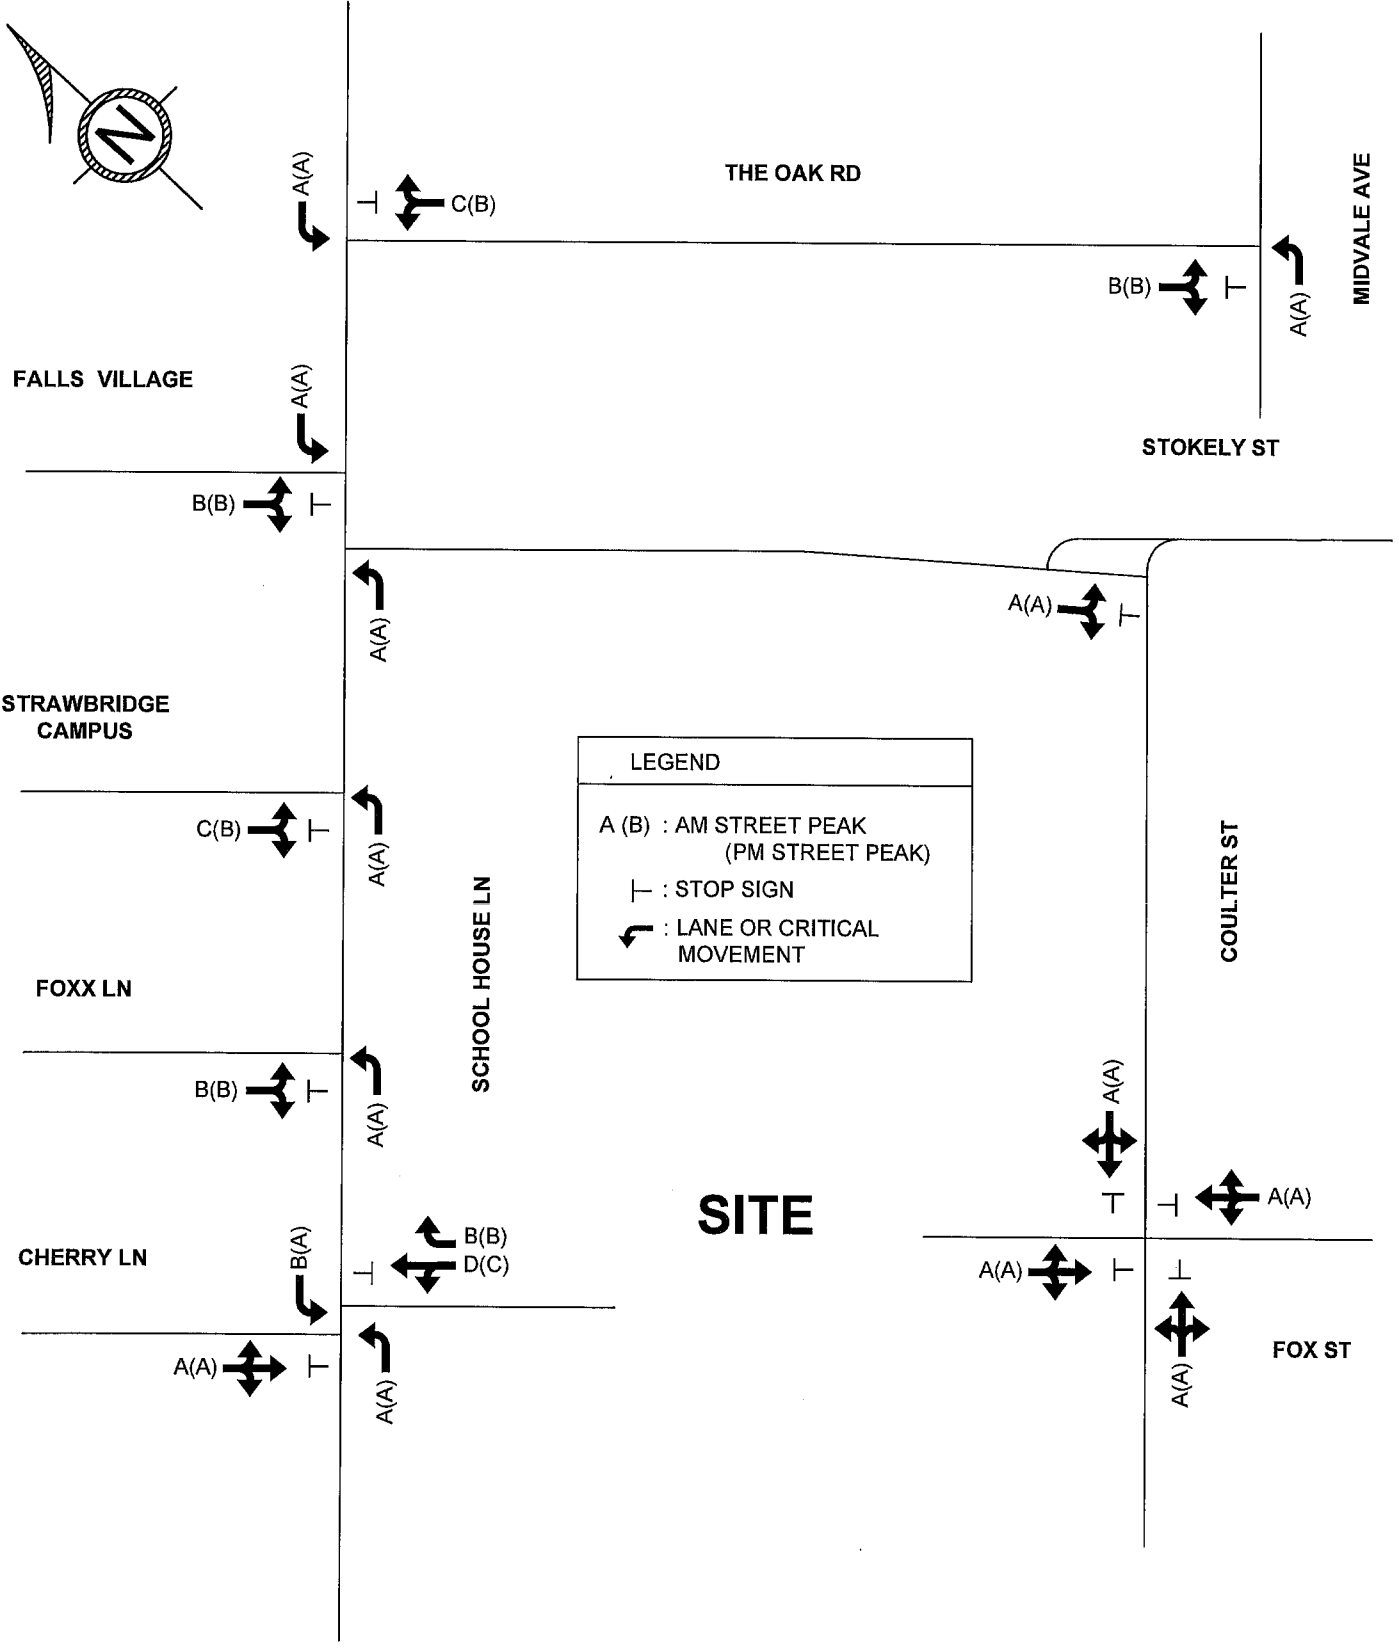 N
A(A)
C(B)
THE OAK RD
MIDVALE AVE
B(B)
A(A)
FALLS VILLAGE
A(A)
STOKELY ST
B(B)
A(A)
A(A)
STRAWBRIDGE
CAMPUS
LEGEND
A (B) : AM STREET PEAK
(PM STREET PEAK)
: STOP SIGN
: LANE OR CRITICAL
MOVEMENT
C(B)
A(A)
SCHOOL HOUSE LN
COULTER ST
FOXX LN
B(B)
A(A)
A(A)
SITE
A(A)
CHERRY LN
B(A)
B(B)
D(C)
A(A)
A(A)
A(A)
A(A)
FOX ST